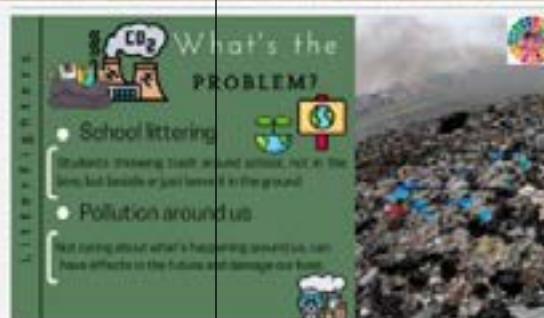 CO2
What's the
PROBLEM?
School littering
Students throwing trash around school, not in the
bins, but beside or just leave it in the ground
Pollution around us
Not caring about what's happening around us, can
have effects in the future and damage our